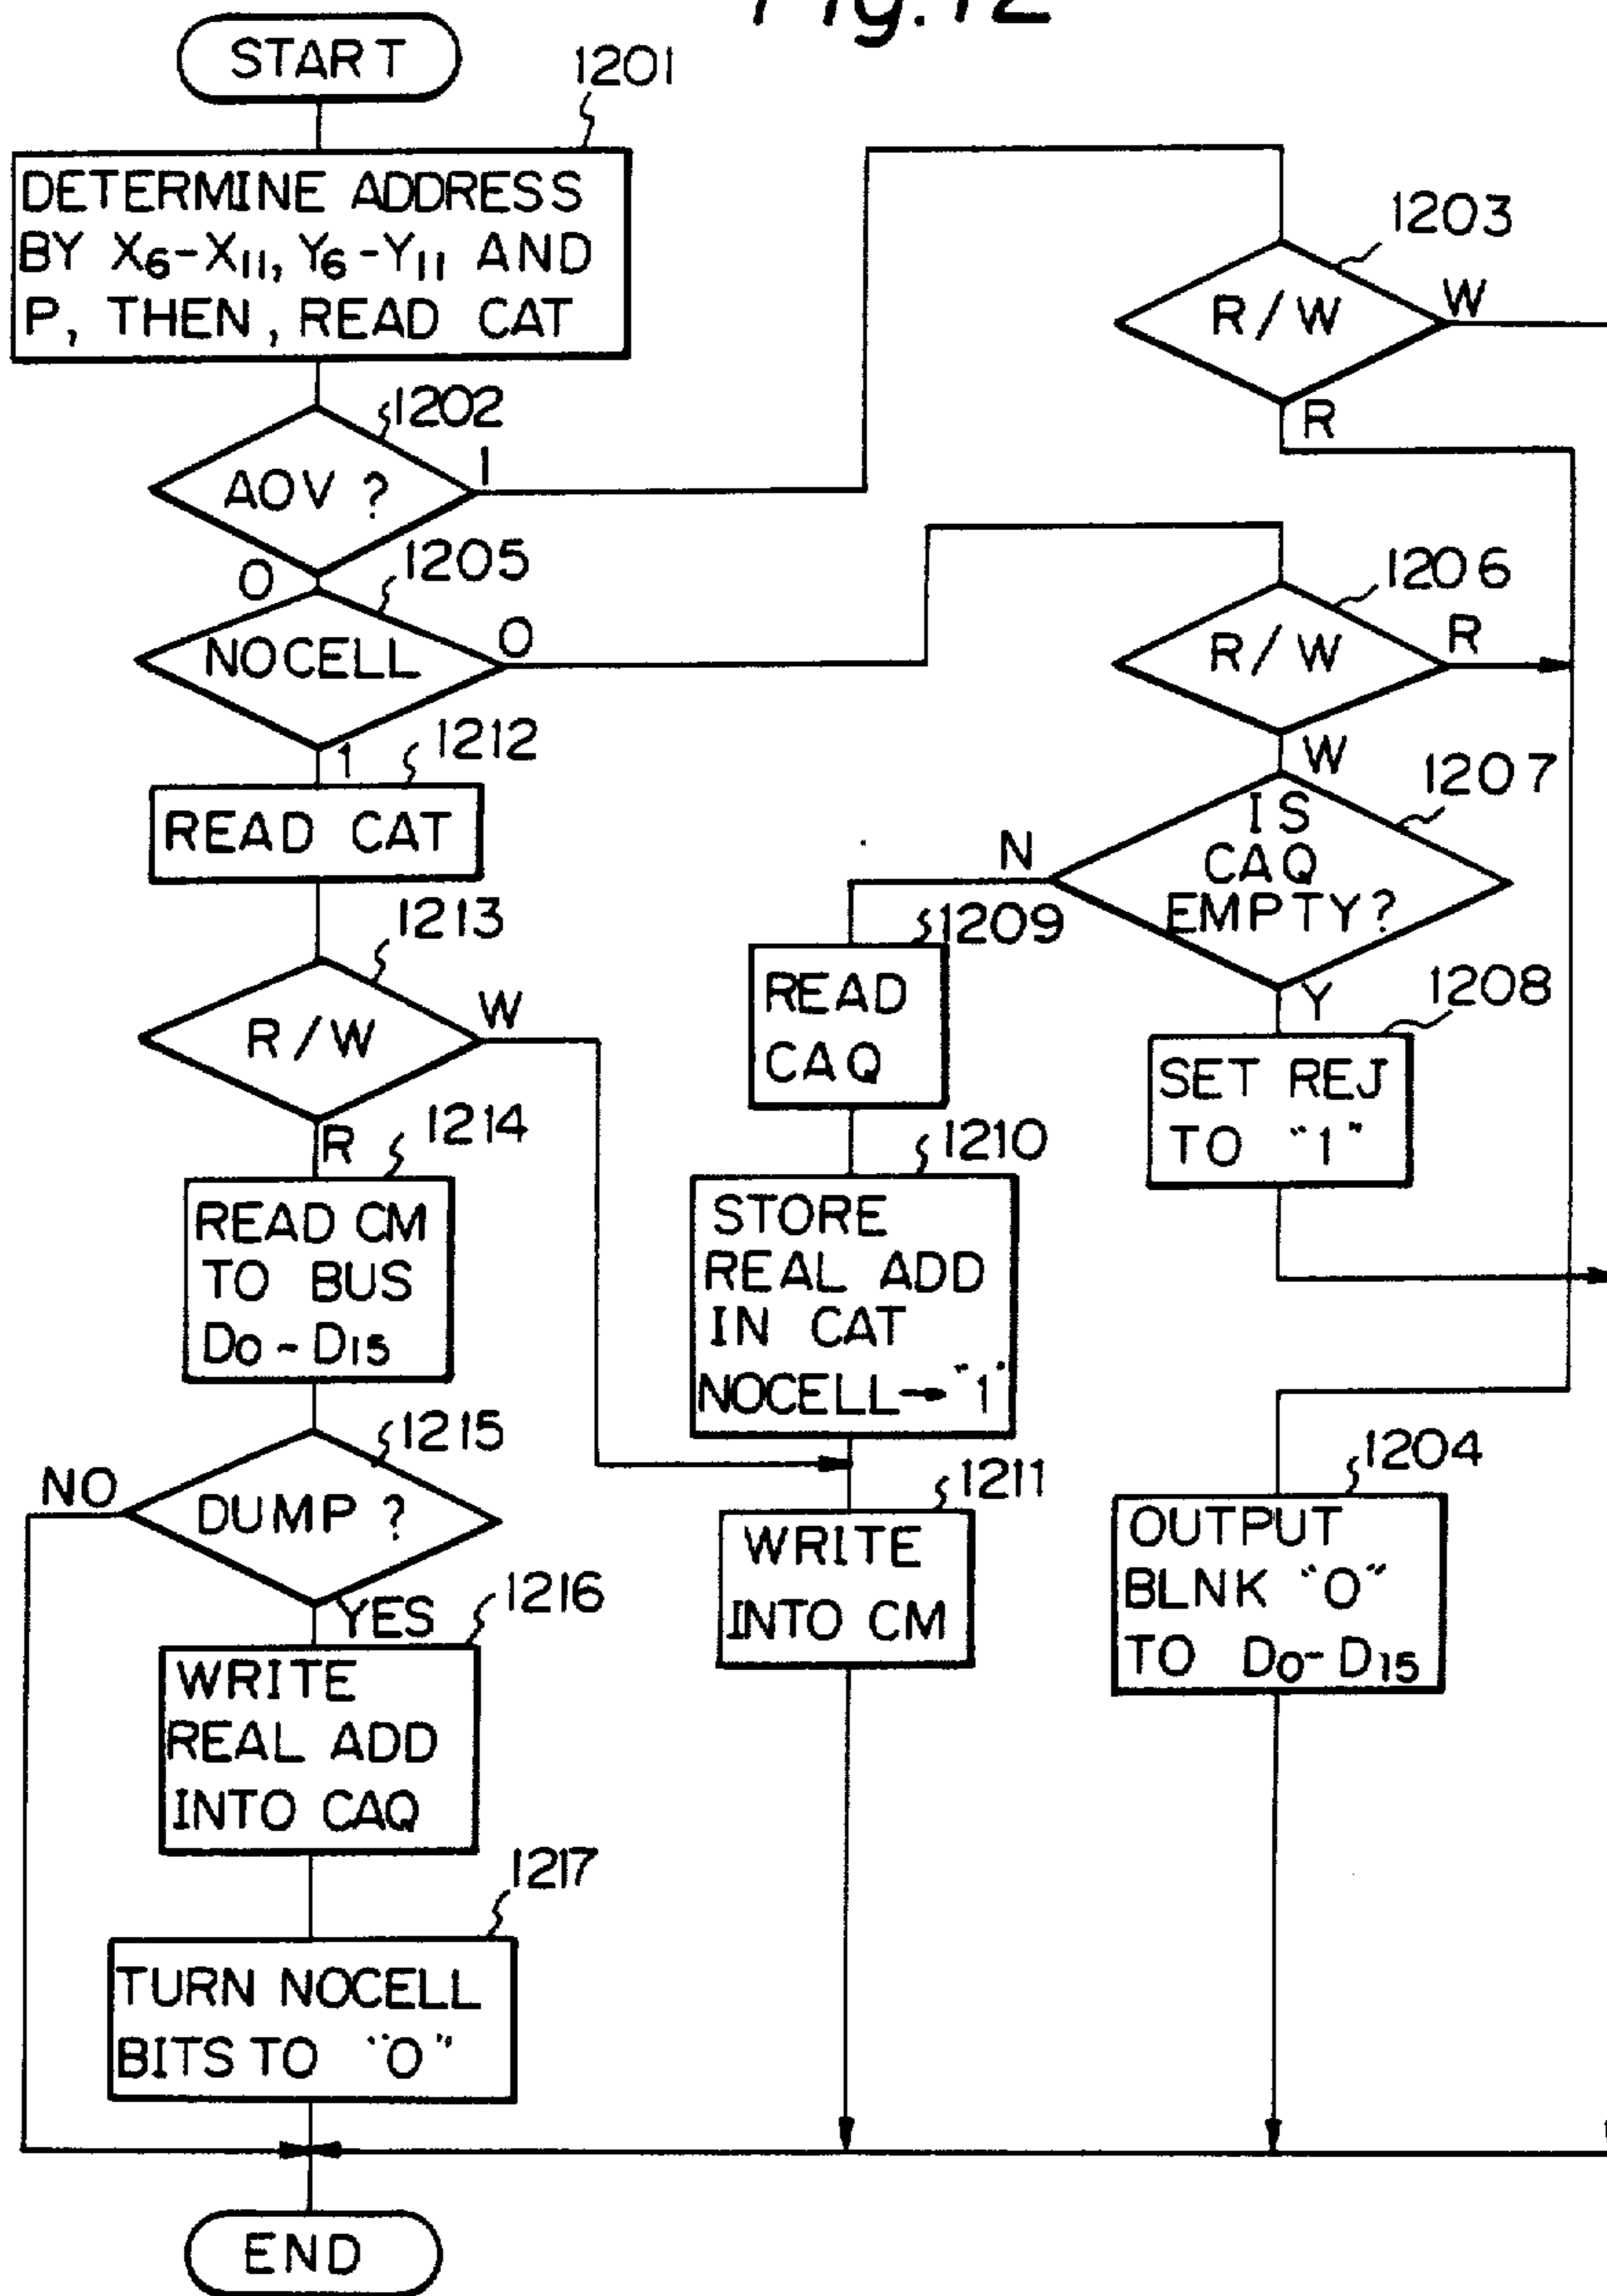 Fig.12
START
1201
DETERMINE ADDRESS
BY X6-X11, Y6-Y11 AND
P, THEN, READ CAT
1202
AOV ?
1
0
1203
R/W
W
R
1205
NOCELL
0
1
1206
R/W
R
W
1207
IS
CAQ
EMPTY?
N
Y
1208
SET REJ
TO "1"
1209
READ
CAQ
1210
STORE
REAL ADD
IN CAT
NOCELL→"1"
1211
WRITE
INTO CM
1204
OUTPUT
BLNK "0"
TO D0-D15
1212
READ CAT
1213
R/W
W
R
1214
READ CM
TO BUS
D0-D15
1215
DUMP ?
NO
YES
1216
WRITE
REAL ADD
INTO CAQ
1217
TURN NOCELL
BITS TO "0"
END